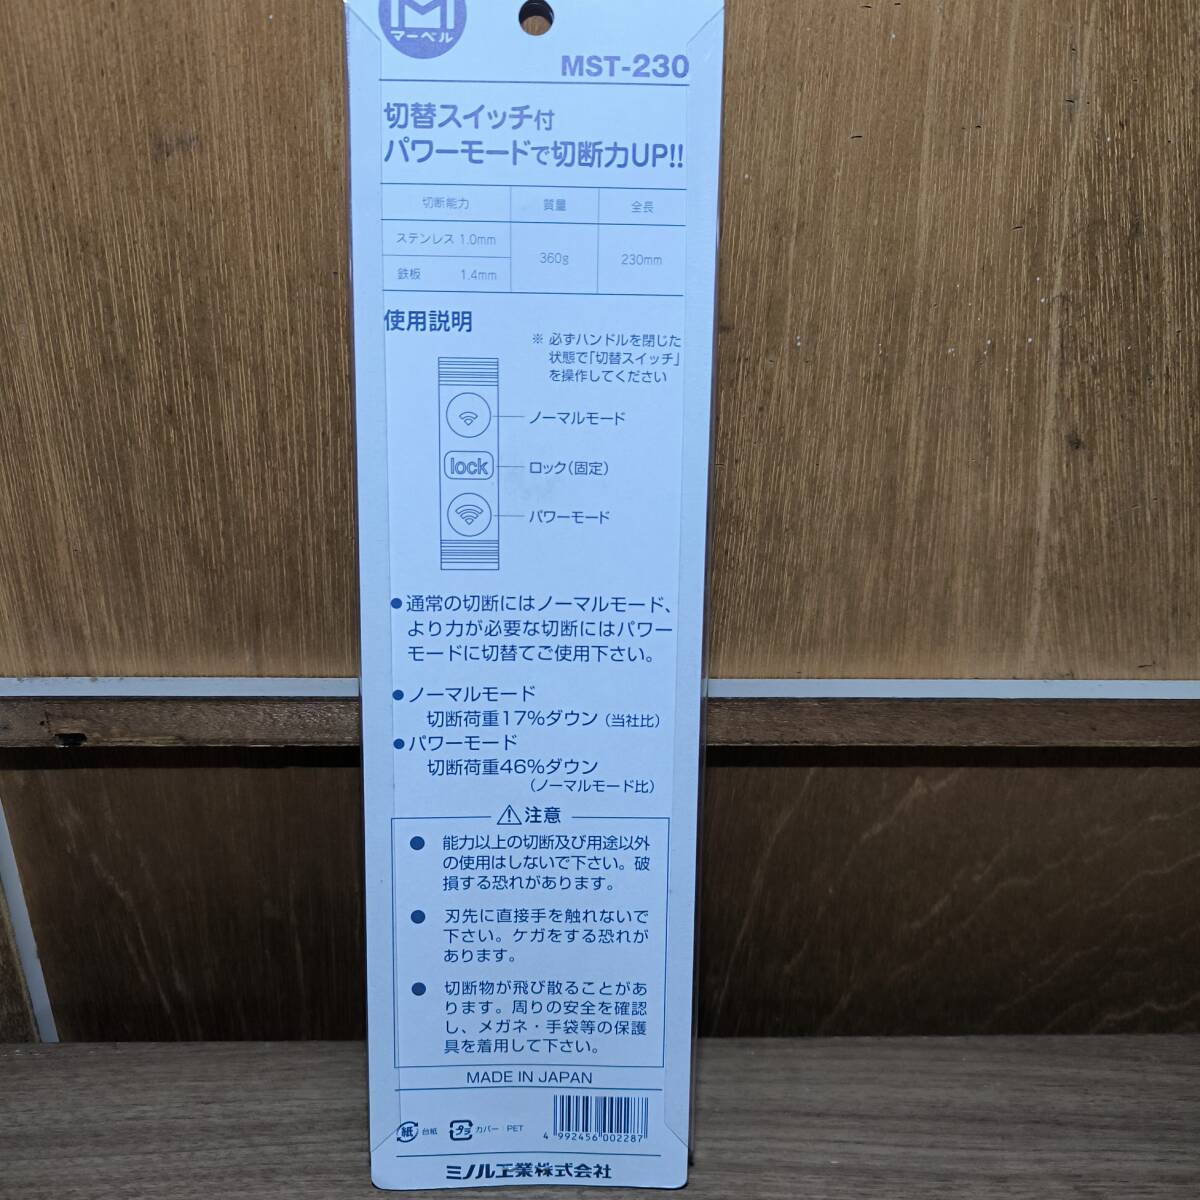 M
マーベル
MST-230
切替スイッチ付
パワーモードで切断力UP!!
切断能力 質量 全長
ステンレス 1.0mm 360g 230mm
鉄板 1.4mm
使用説明
※ 必ずハンドルを閉じた
状態で「切替スイッチ」
を操作してください
ノーマルモード
lock ロック(固定)
パワーモード
●通常の切断にはノーマルモード、
より力が必要な切断にはパワー
モードに切替てご使用下さい。
●ノーマルモード
切断荷重17%ダウン(当社比)
●パワーモード
切断荷重46%ダウン
(ノーマルモード比)
⚠注意
● 能力以上の切断及び用途以外
の使用はしないで下さい。破
損する恐れがあります。
● 刃先に直接手を触れないで
下さい。ケガをする恐れが
あります。
● 切断物が飛び散ることがあ
ります。周りの安全を確認
し、メガネ・手袋等の保護
具を着用して下さい。
MADE IN JAPAN
紙 台紙 プラ カバー:PET
4 992456 002287
ミノル工業株式会社